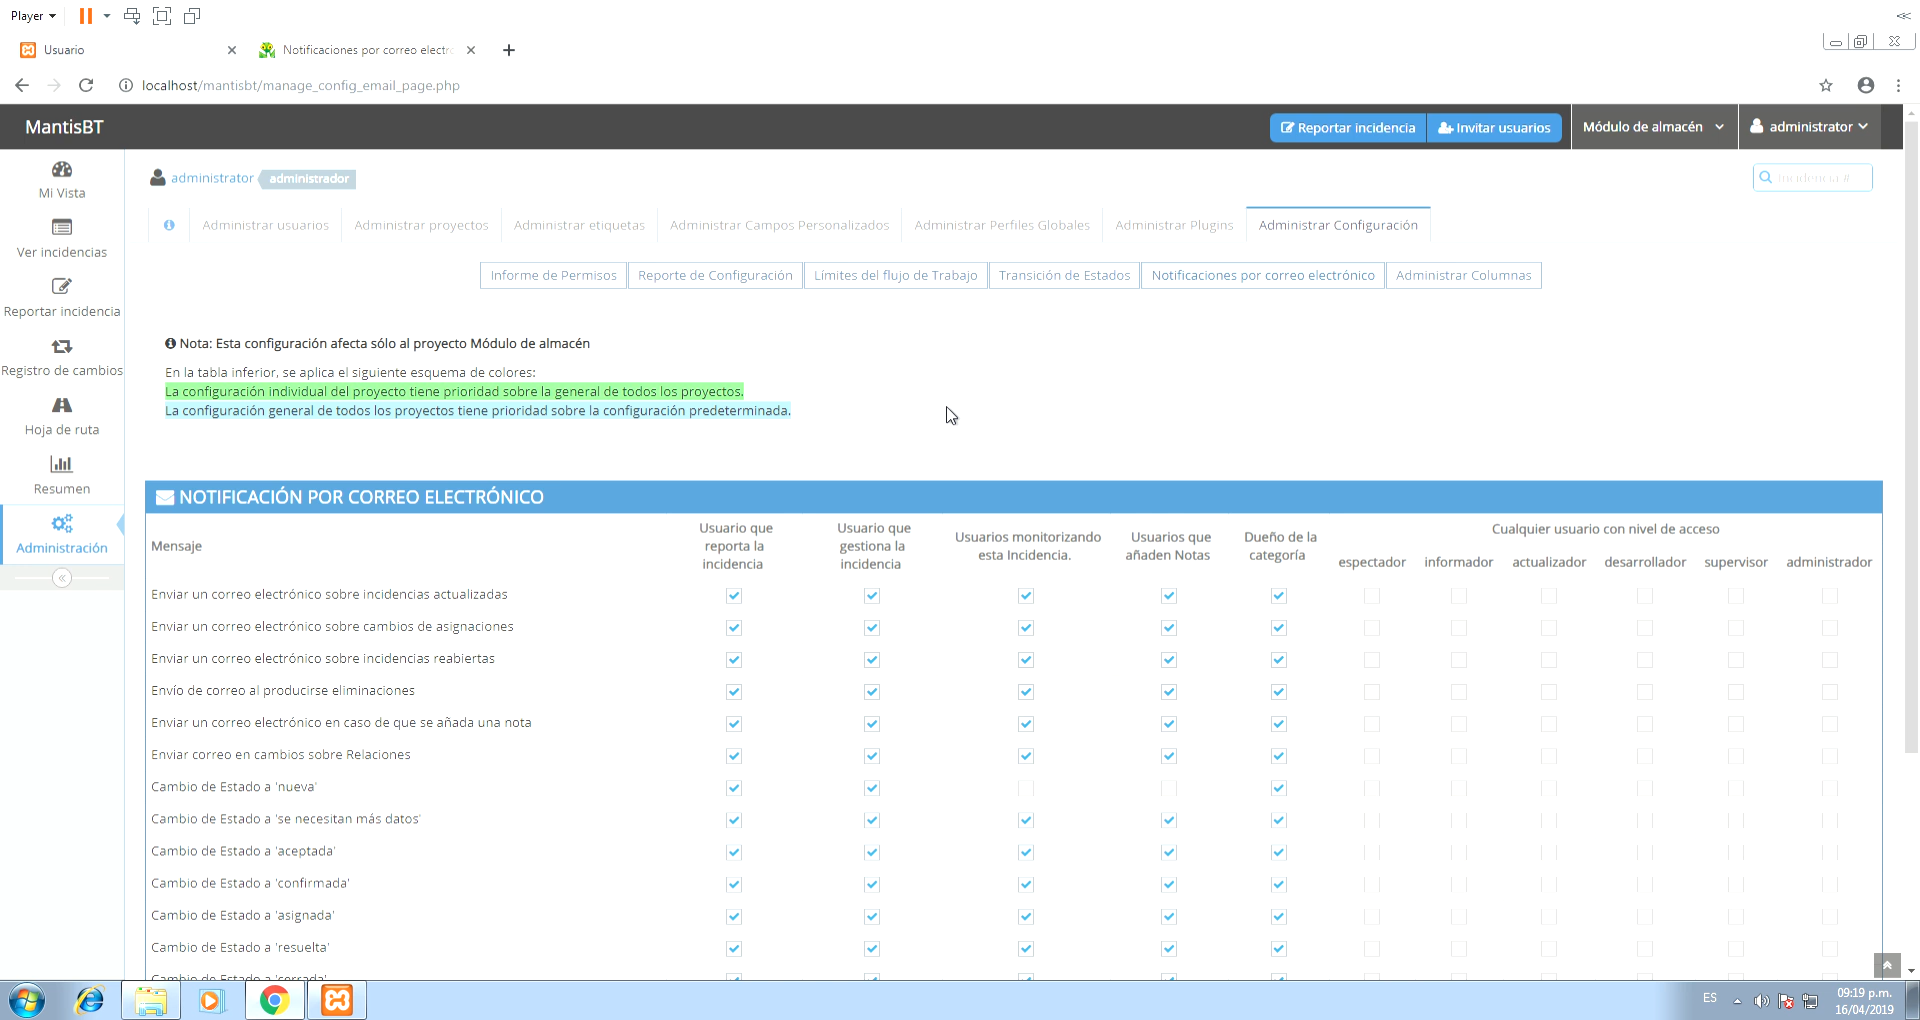 Player
Usuario
Notificaciones por correo electr
localhost/mantisbt/manage_config_email_page.php
MantisBT
Reportar incidencia
Invitar usuarios
Módulo de almacén
administrator
Mi Vista
Ver incidencias
Reportar incidencia
Registro de cambios
Hoja de ruta
Resumen
Administración
administrator administrador
Incidencia #
Administrar usuarios
Administrar proyectos
Administrar etiquetas
Administrar Campos Personalizados
Administrar Perfiles Globales
Administrar Plugins
Administrar Configuración
Informe de Permisos
Reporte de Configuración
Límites del flujo de Trabajo
Transición de Estados
Notificaciones por correo electrónico
Administrar Columnas
Nota: Esta configuración afecta sólo al proyecto Módulo de almacén
En la tabla inferior, se aplica el siguiente esquema de colores:
La configuración individual del proyecto tiene prioridad sobre la general de todos los proyectos.
La configuración general de todos los proyectos tiene prioridad sobre la configuración predeterminada.
NOTIFICACIÓN POR CORREO ELECTRÓNICO
Mensaje
Usuario que
reporta la
incidencia
Usuario que
gestiona la
incidencia
Usuarios monitorizando
esta Incidencia.
Usuarios que
añaden Notas
Dueño de la
categoría
Cualquier usuario con nivel de acceso
espectador
informador
actualizador
desarrollador
supervisor
administrador
Enviar un correo electrónico sobre incidencias actualizadas
Enviar un correo electrónico sobre cambios de asignaciones
Enviar un correo electrónico sobre incidencias reabiertas
Envío de correo al producirse eliminaciones
Enviar un correo electrónico en caso de que se añada una nota
Enviar correo en cambios sobre Relaciones
Cambio de Estado a 'nueva'
Cambio de Estado a 'se necesitan más datos'
Cambio de Estado a 'aceptada'
Cambio de Estado a 'confirmada'
Cambio de Estado a 'asignada'
Cambio de Estado a 'resuelta'
Cambio de Estado a 'cerrada'
ES
09:19 p.m.
16/04/2019